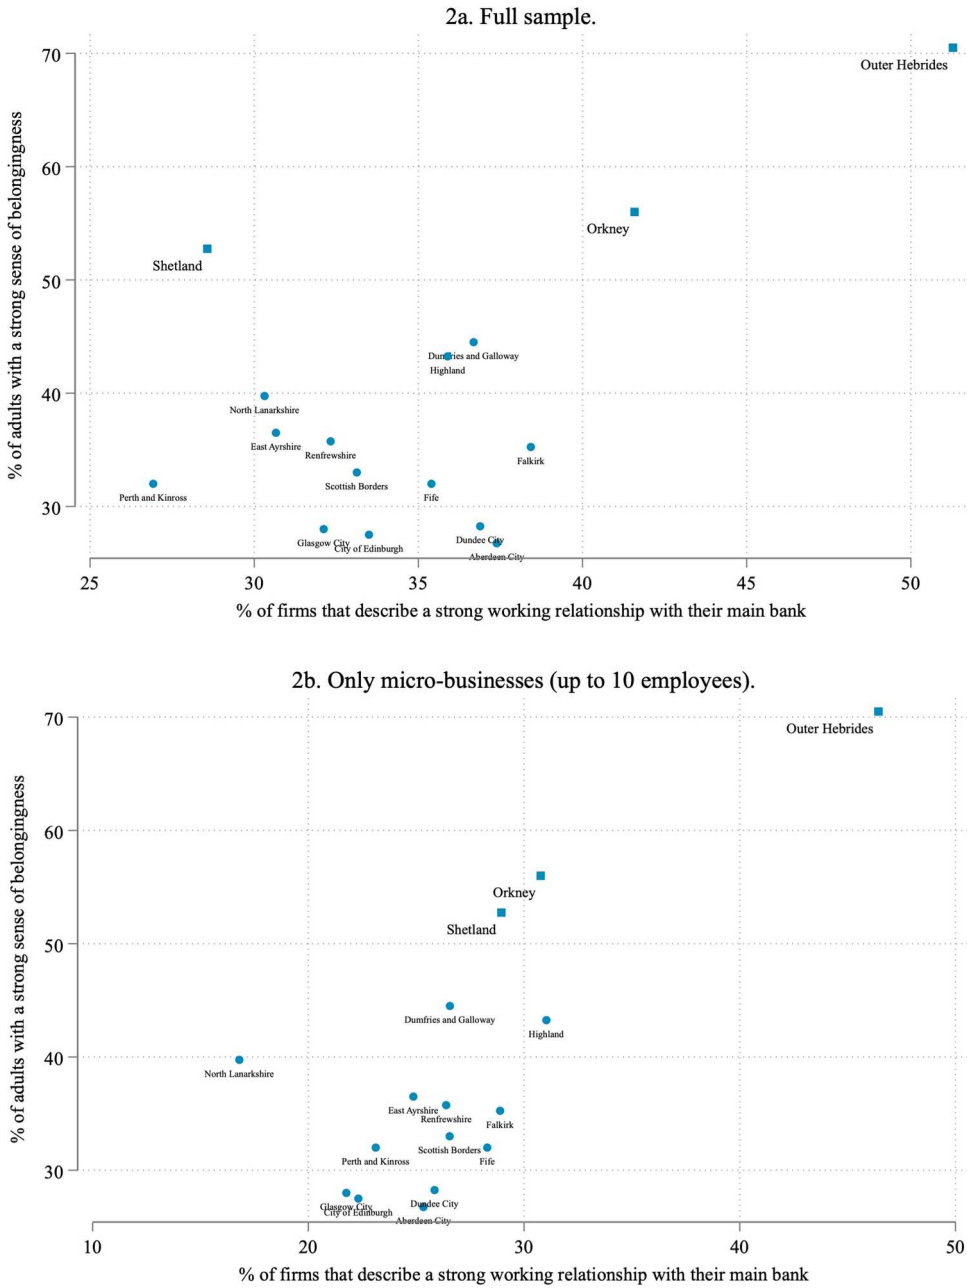 2a. Full sample.
% of adults with a strong sense of belongingness
70
60
50
40
30
Outer Hebrides
Orkney
Shetland
Dumfries and Galloway
Highland
North Lanarkshire
East Ayrshire
Renfrewshire
Falkirk
Scottish Borders
Perth and Kinross
Fife
Glasgow City
City of Edinburgh
Dundee City
Aberdeen City
25 30 35 40 45 50
% of firms that describe a strong working relationship with their main bank
2b. Only micro-businesses (up to 10 employees).
% of adults with a strong sense of belongingness
70
60
50
40
30
Outer Hebrides
Orkney
Shetland
Dumfries and Galloway
Highland
North Lanarkshire
East Ayrshire
Renfrewshire
Falkirk
Scottish Borders
Perth and Kinross
Fife
Glasgow City
City of Edinburgh
Dundee City
Aberdeen City
10 20 30 40 50
% of firms that describe a strong working relationship with their main bank